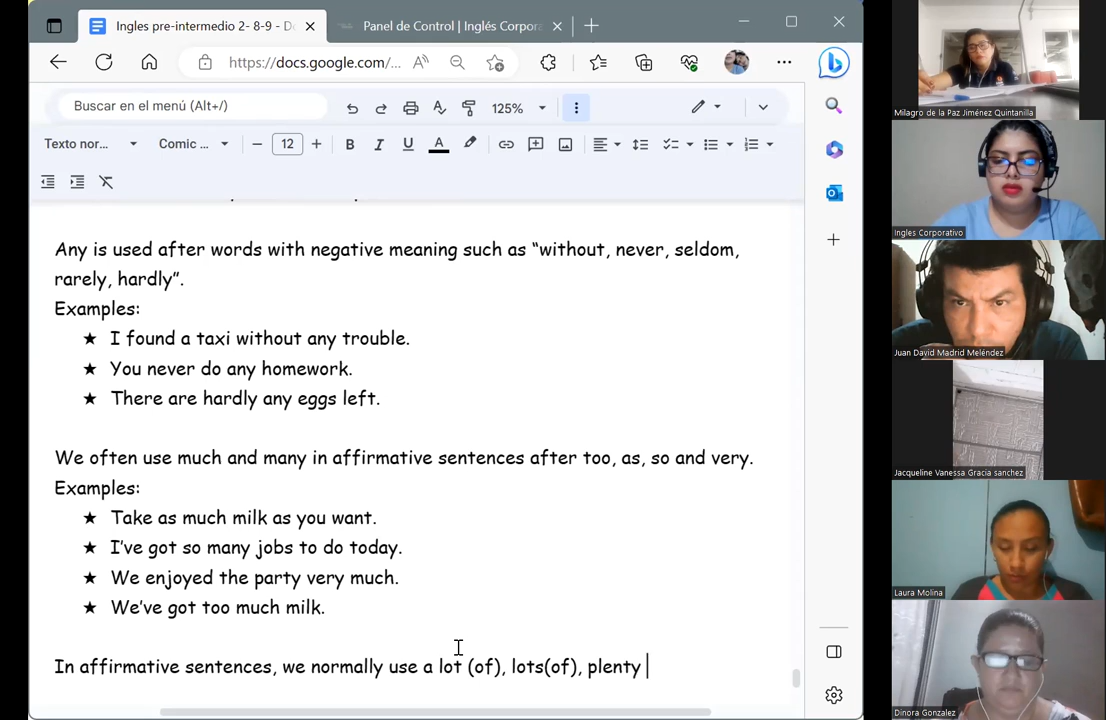 Ingles pre-intermedio 2- 8-9 - D
Panel de Control | Inglés Corpor
https://docs.google.com/...
Buscar en el menú (Alt+/)
125%
Texto nor...
Comic ...
12
Any is used after words with negative meaning such as “without, never, seldom,
rarely, hardly”.
Examples:
★ I found a taxi without any trouble.
★ You never do any homework.
★ There are hardly any eggs left.
We often use much and many in affirmative sentences after too, as, so and very.
Examples:
★ Take as much milk as you want.
★ I’ve got so many jobs to do today.
★ We enjoyed the party very much.
★ We’ve got too much milk.
In affirmative sentences, we normally use a lot (of), lots(of), plenty
Milagro de la Paz Jiménez Quintanilla
Ingles Corporativo
Juan David Madrid Meléndez
Jacqueline Vanessa Gracia sanchez
Laura Molina
Dinora Gonzalez